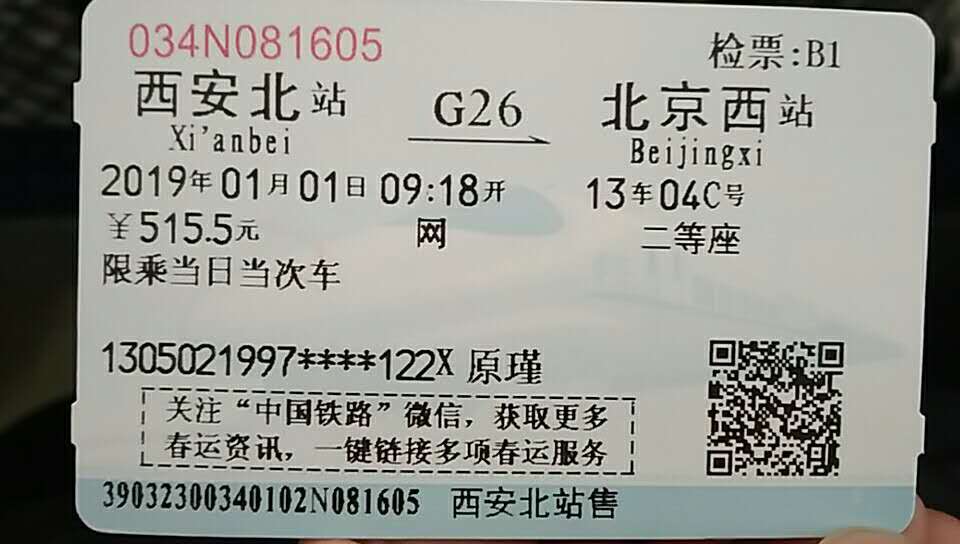 034N081605 检票:B1
西安北站 G26 北京西站
Xi'anbei Beijingxi
2019年01月01日 09:18开 13车04C号
￥515.5元 网 二等座
限乘当日当次车
1305021997****122X 原瑾
关注“中国铁路”微信，获取更多
春运资讯，一键链接多项春运服务
39032300340102N081605 西安北站售